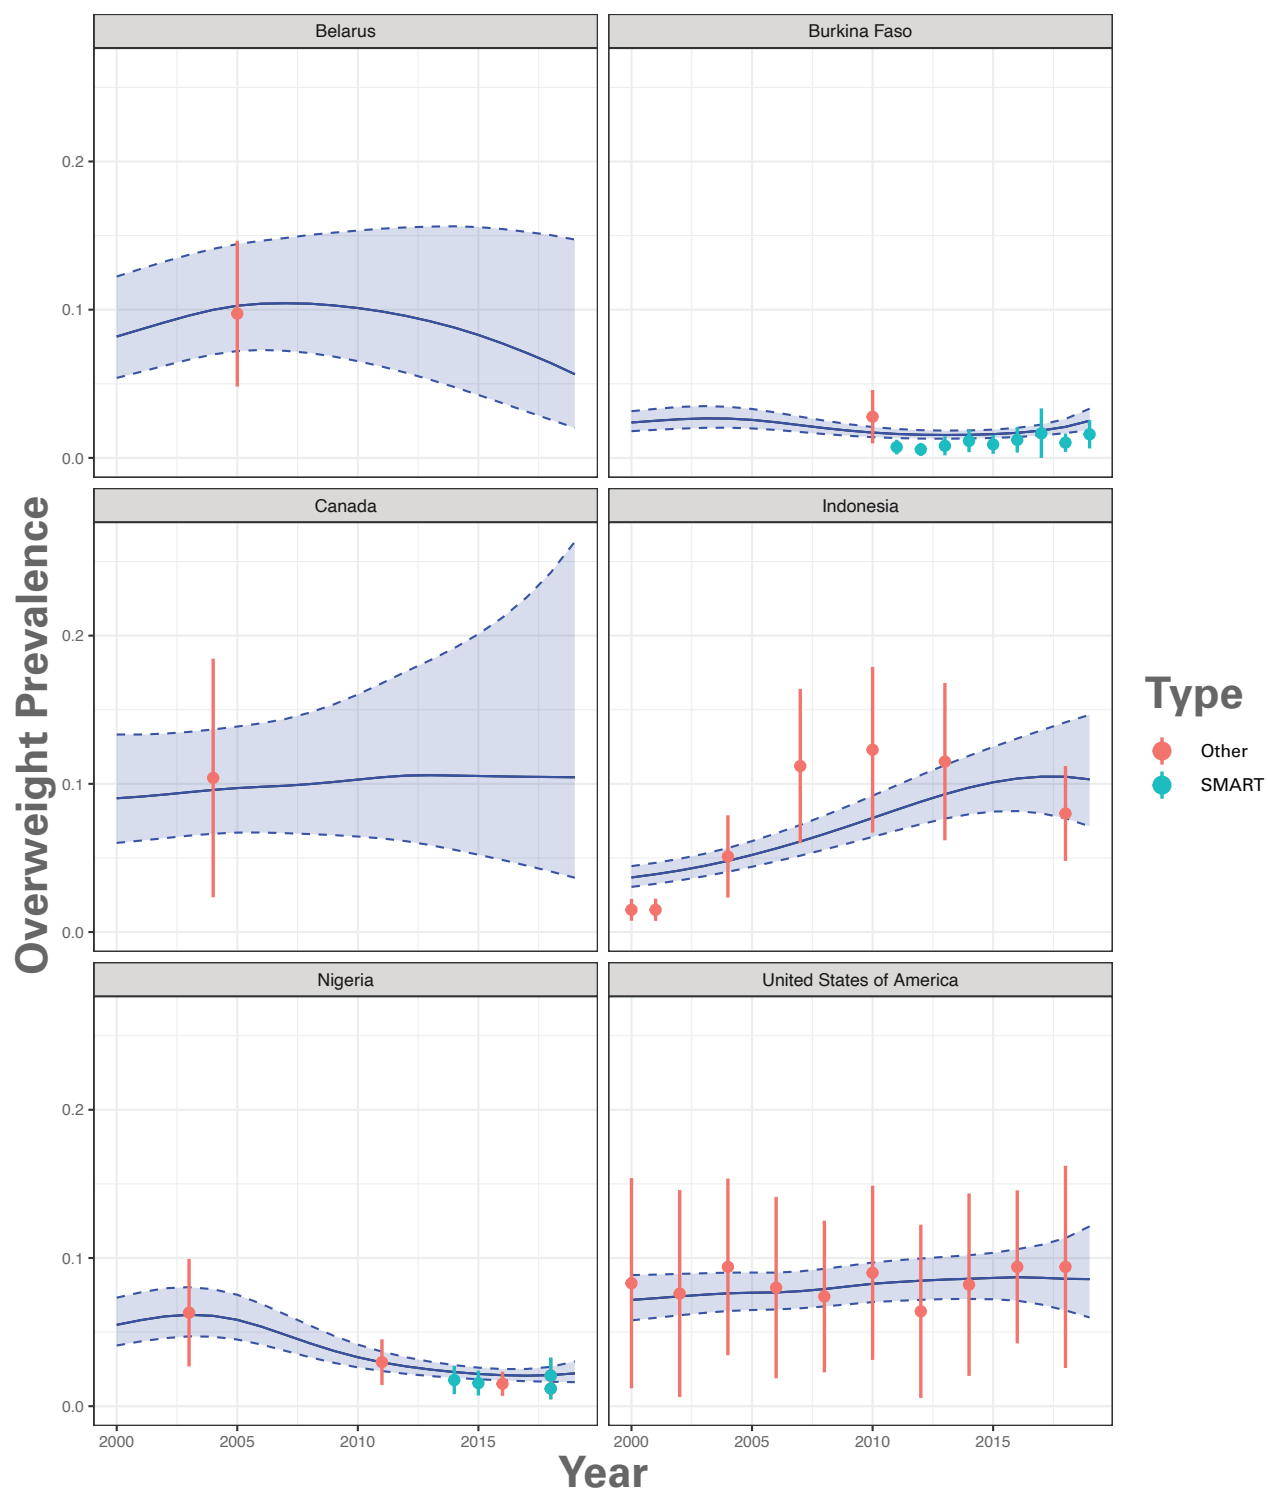 Belarus
Burkina Faso
0.2
0.1
0.0
Canada
Indonesia
0.2
0.1
0.0
Nigeria
United States of America
0.2
0.1
0.0
2000 2005 2010 2015
2000 2005 2010 2015
Year
Overweight Prevalence
Type
Other
SMART